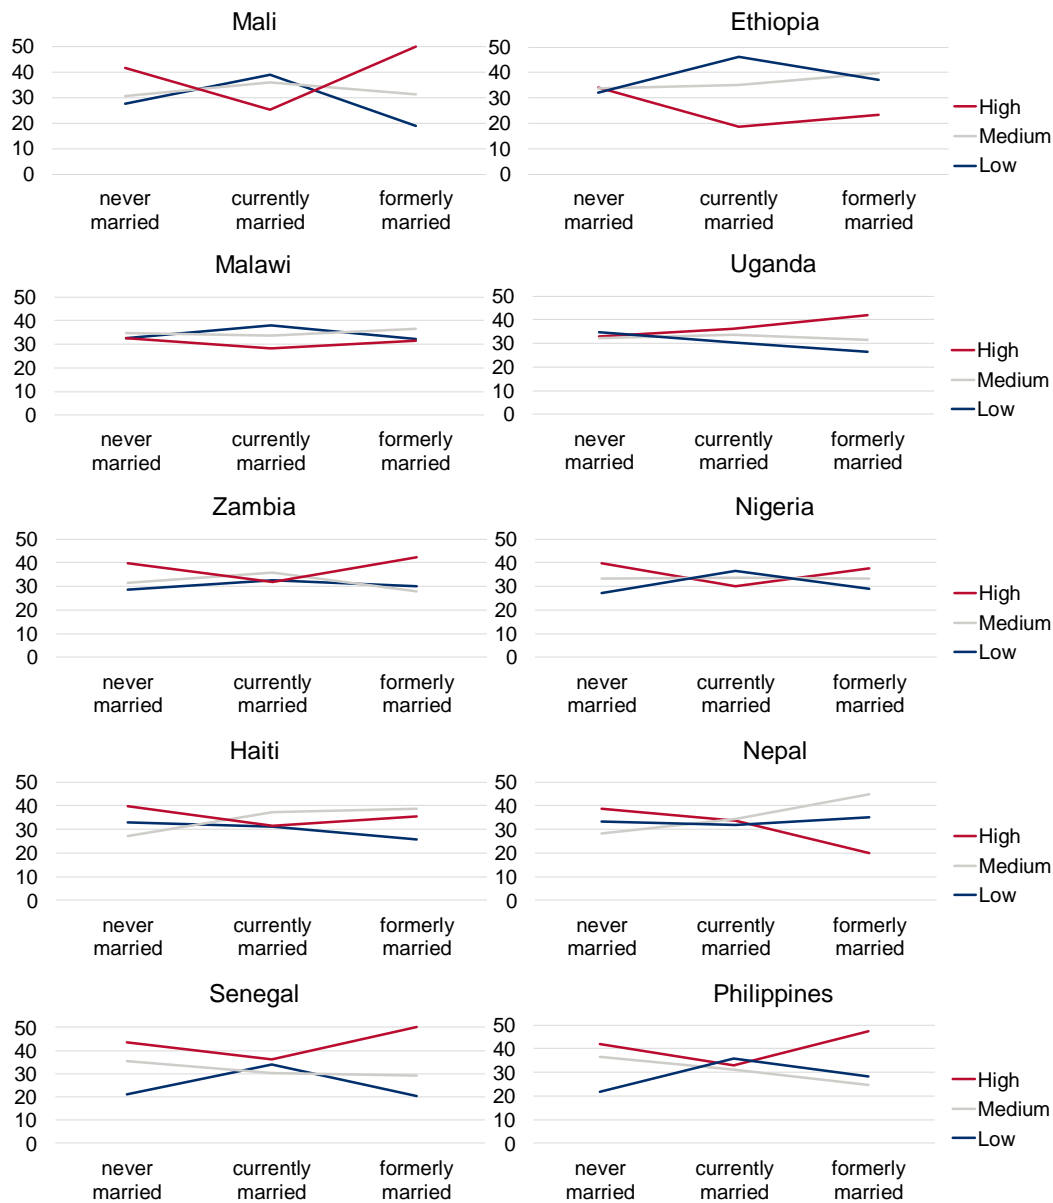 Mali
50
40
30
20
10
0
never married
currently married
formerly married
Ethiopia
50
40
30
20
10
0
never married
currently married
formerly married
High
Medium
Low
Malawi
50
40
30
20
10
0
never married
currently married
formerly married
Uganda
50
40
30
20
10
0
never married
currently married
formerly married
High
Medium
Low
Zambia
50
40
30
20
10
0
never married
currently married
formerly married
Nigeria
50
40
30
20
10
0
never married
currently married
formerly married
High
Medium
Low
Haiti
50
40
30
20
10
0
never married
currently married
formerly married
Nepal
50
40
30
20
10
0
never married
currently married
formerly married
High
Medium
Low
Senegal
50
40
30
20
10
0
never married
currently married
formerly married
Philippines
50
40
30
20
10
0
never married
currently married
formerly married
High
Medium
Low